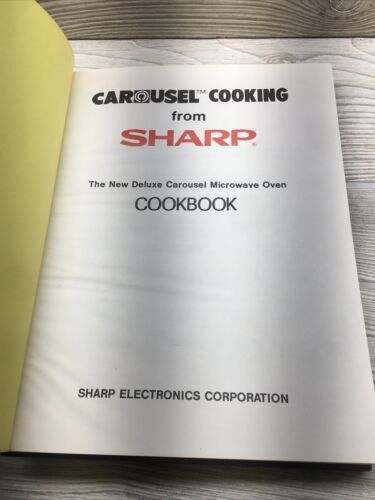 CAROUSEL™ COOKING
from
SHARP®
The New Deluxe Carousel Microwave Oven
COOKBOOK
SHARP ELECTRONICS CORPORATION